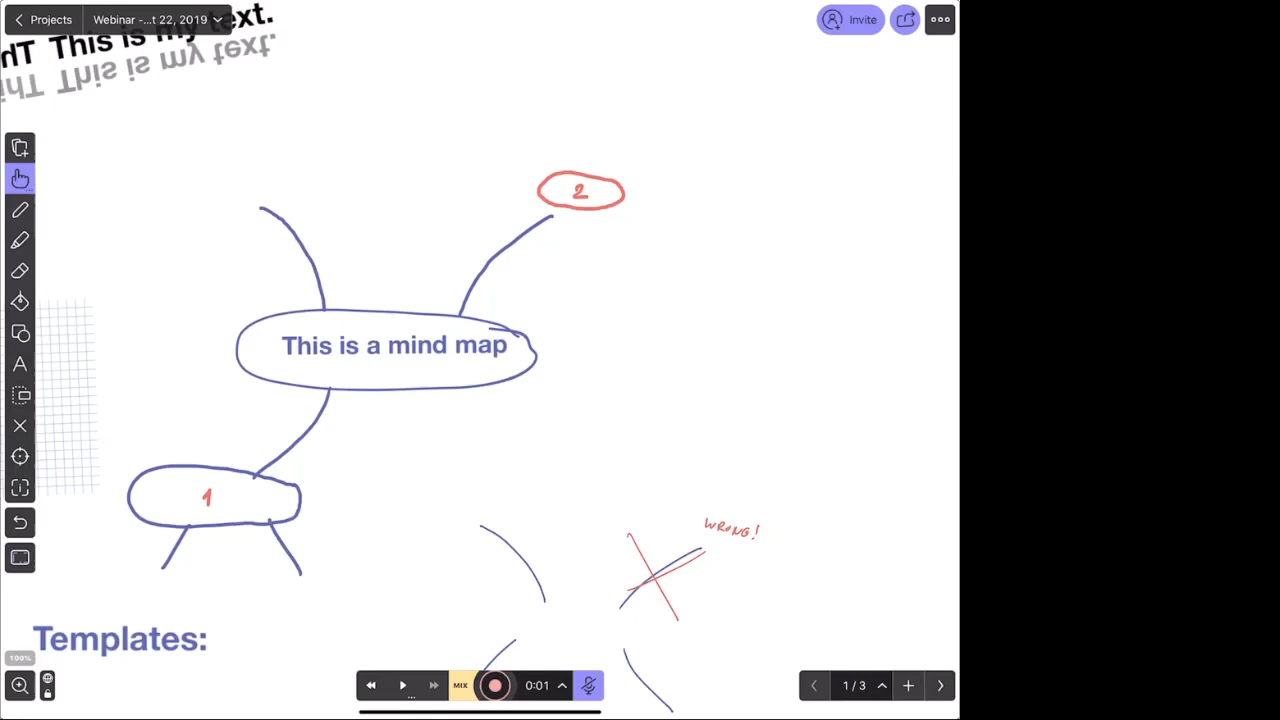 Projects
Webinar -...t 22, 2019
Invite
This is my text.
This is my text.
2
This is a mind map
1
WRONG!
Templates:
100%
MIX
0:01
1 / 3
A